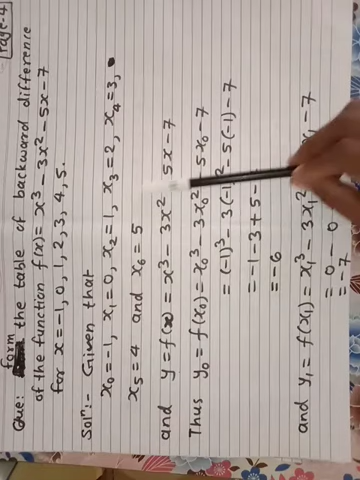 Page-4
Que: form the table of backward difference
of the function f(x) = x³ - 3x² - 5x - 7
for x = -1, 0, 1, 2, 3, 4, 5.
Solⁿ:- Given that
x₀ = -1, x₁ = 0, x₂ = 1, x₃ = 2, x₄ = 3,
x₅ = 4 and x₆ = 5
and y = f(x) = x³ - 3x² 5x - 7
Thus y₀ = f(x₀) = x₀³ - 3x₀² 5x₀ - 7
= (-1)³ - 3(-1)² - 5(-1) - 7
= -1 - 3 + 5 -
= -6
and y₁ = f(x₁) = x₁³ - 3x₁² x₁ - 7
= 0 0
= -7